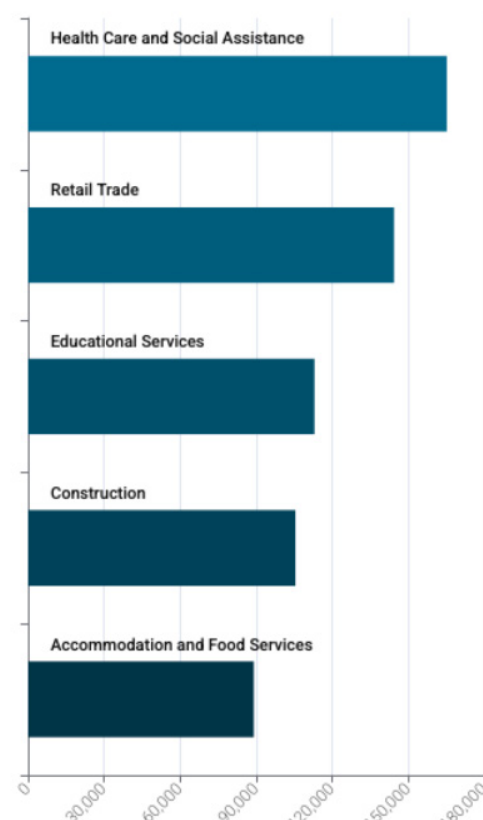 Health Care and Social Assistance
Retail Trade
Educational Services
Construction
Accommodation and Food Services
0 30,000 60,000 90,000 120,000 150,000 180,000